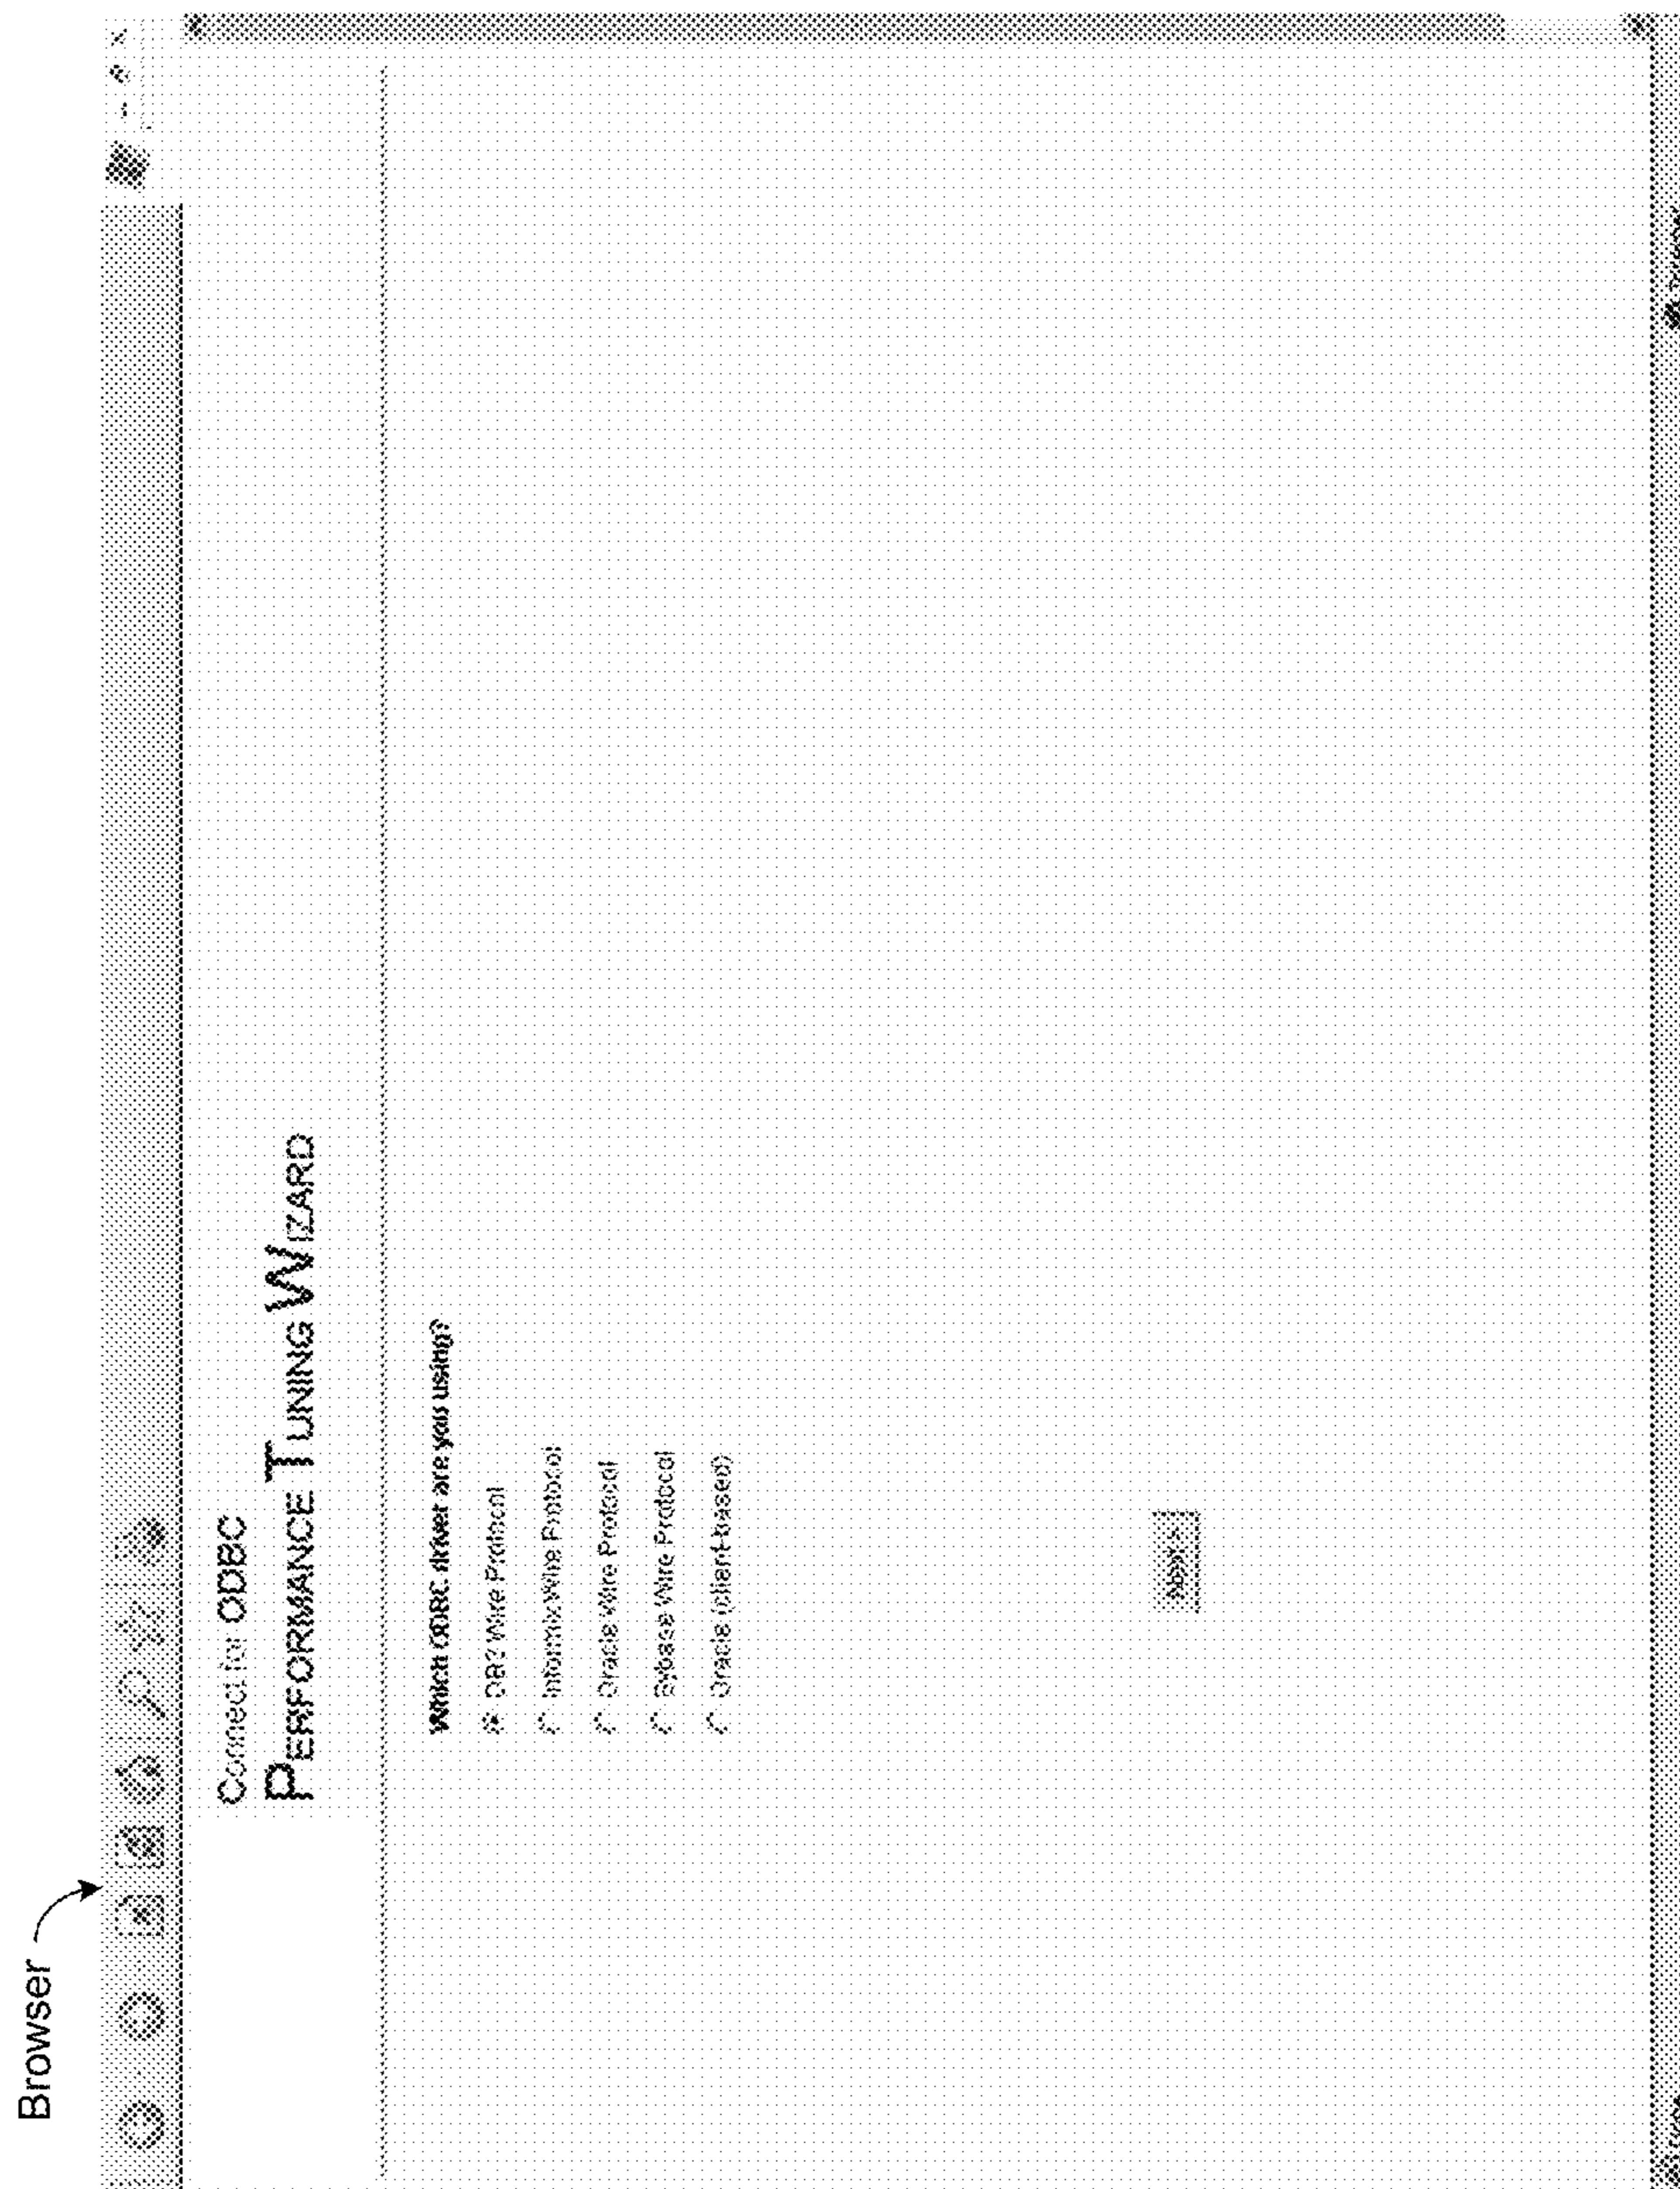 Browser
Connect for ODBC
PERFORMANCE TUNING WIZARD
Which ODBC driver are you using?
DB2 Wire Protocol
Informix Wire Protocol
Oracle Wire Protocol
Sybase Wire Protocol
Oracle (client-based)
Next >